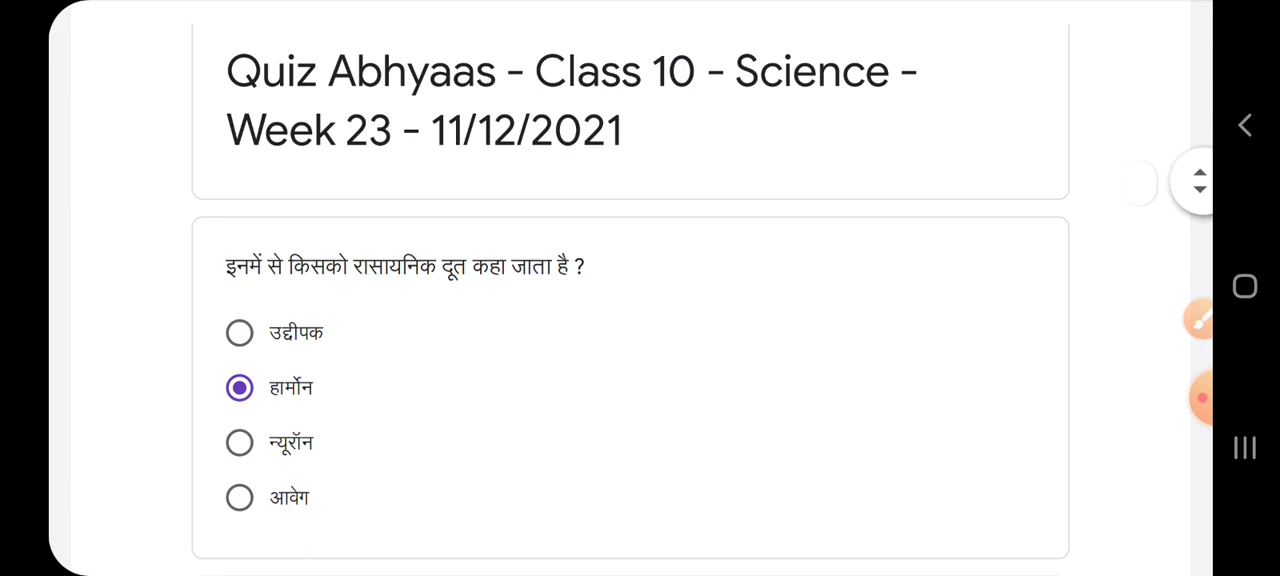 Quiz Abhyaas - Class 10 - Science -
Week 23 - 11/12/2021
इनमें से किसको रासायनिक दूत कहा जाता है ?
उद्दीपक
हार्मोन
न्यूरॉन
आवेग